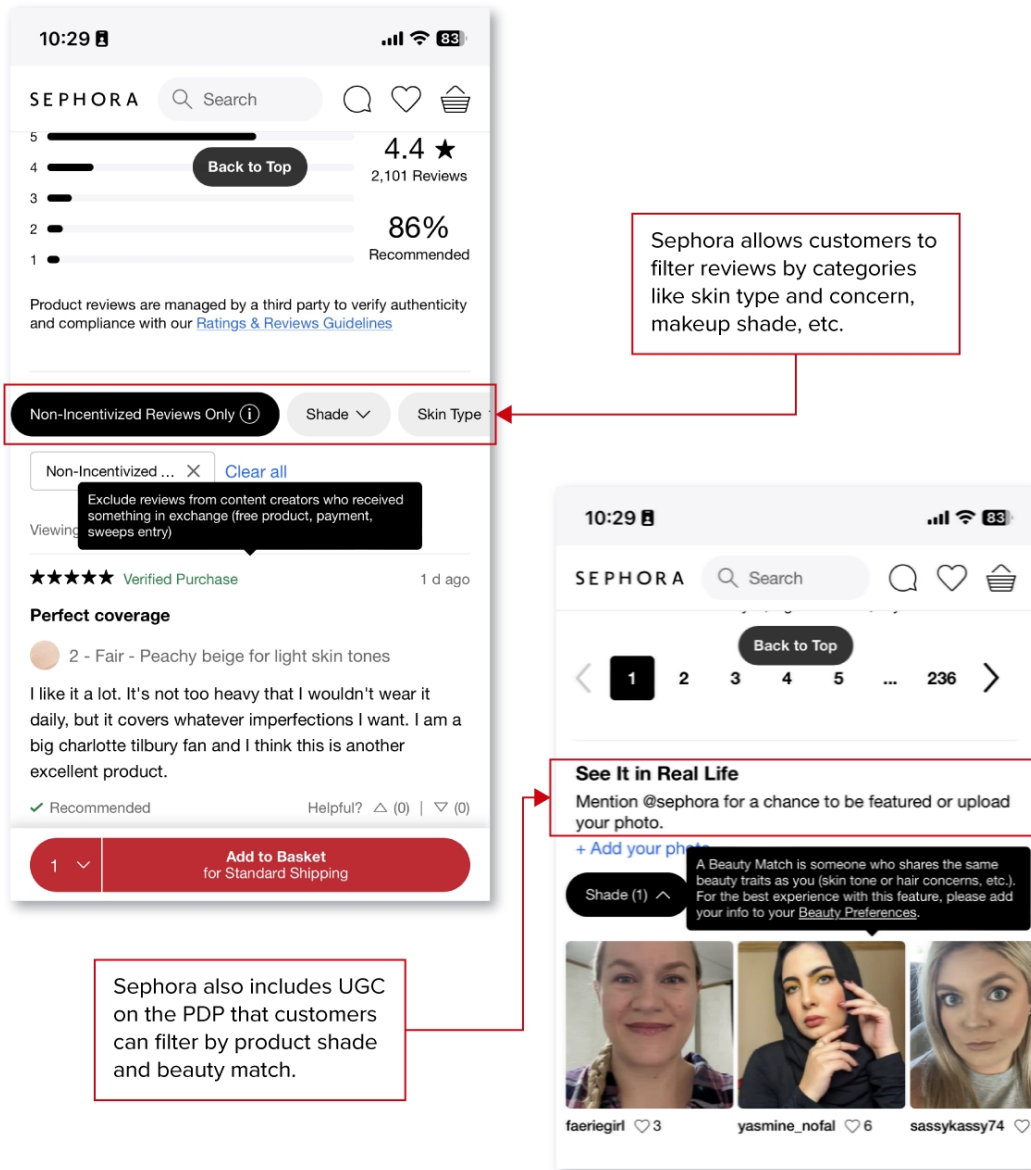 10:29
83
SEPHORA
Search
5
4
3
2
1
Back to Top
4.4 ★
2,101 Reviews
86%
Recommended
Product reviews are managed by a third party to verify authenticity
and compliance with our Ratings & Reviews Guidelines
Non-Incentivized Reviews Only
Shade
Skin Type
Non-Incentivized ...
Clear all
Exclude reviews from content creators who received
something in exchange (free product, payment,
sweeps entry)
Viewing
★★★★★ Verified Purchase
1 d ago
Perfect coverage
2 - Fair - Peachy beige for light skin tones
I like it a lot. It's not too heavy that I wouldn't wear it
daily, but it covers whatever imperfections I want. I am a
big charlotte tilbury fan and I think this is another
excellent product.
Recommended
Helpful? △ (0) | ▽ (0)
1
Add to Basket
for Standard Shipping
Sephora allows customers to
filter reviews by categories
like skin type and concern,
makeup shade, etc.
10:29
83
SEPHORA
Search
Back to Top
1 2 3 4 5 ... 236
See It in Real Life
Mention @sephora for a chance to be featured or upload
your photo.
+ Add your photo
A Beauty Match is someone who shares the same
beauty traits as you (skin tone or hair concerns, etc.).
For the best experience with this feature, please add
your info to your Beauty Preferences.
Shade (1)
faeriegirl ♡ 3
yasmine_nofal ♡ 6
sassykassy74 ♡
Sephora also includes UGC
on the PDP that customers
can filter by product shade
and beauty match.